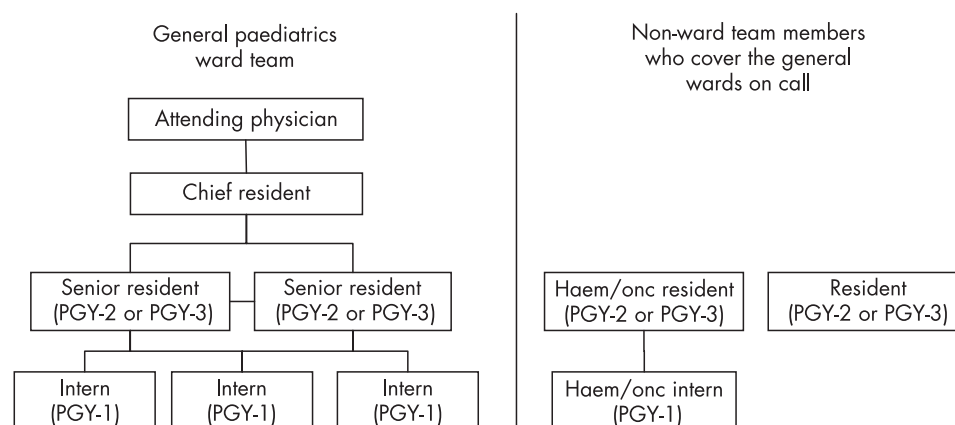 General paediatrics
ward team
Attending physician
Chief resident
Senior resident
(PGY-2 or PGY-3)
Senior resident
(PGY-2 or PGY-3)
Intern
(PGY-1)
Intern
(PGY-1)
Intern
(PGY-1)
Non-ward team members
who cover the general
wards on call
Haem/onc resident
(PGY-2 or PGY-3)
Resident
(PGY-2 or PGY-3)
Haem/onc intern
(PGY-1)